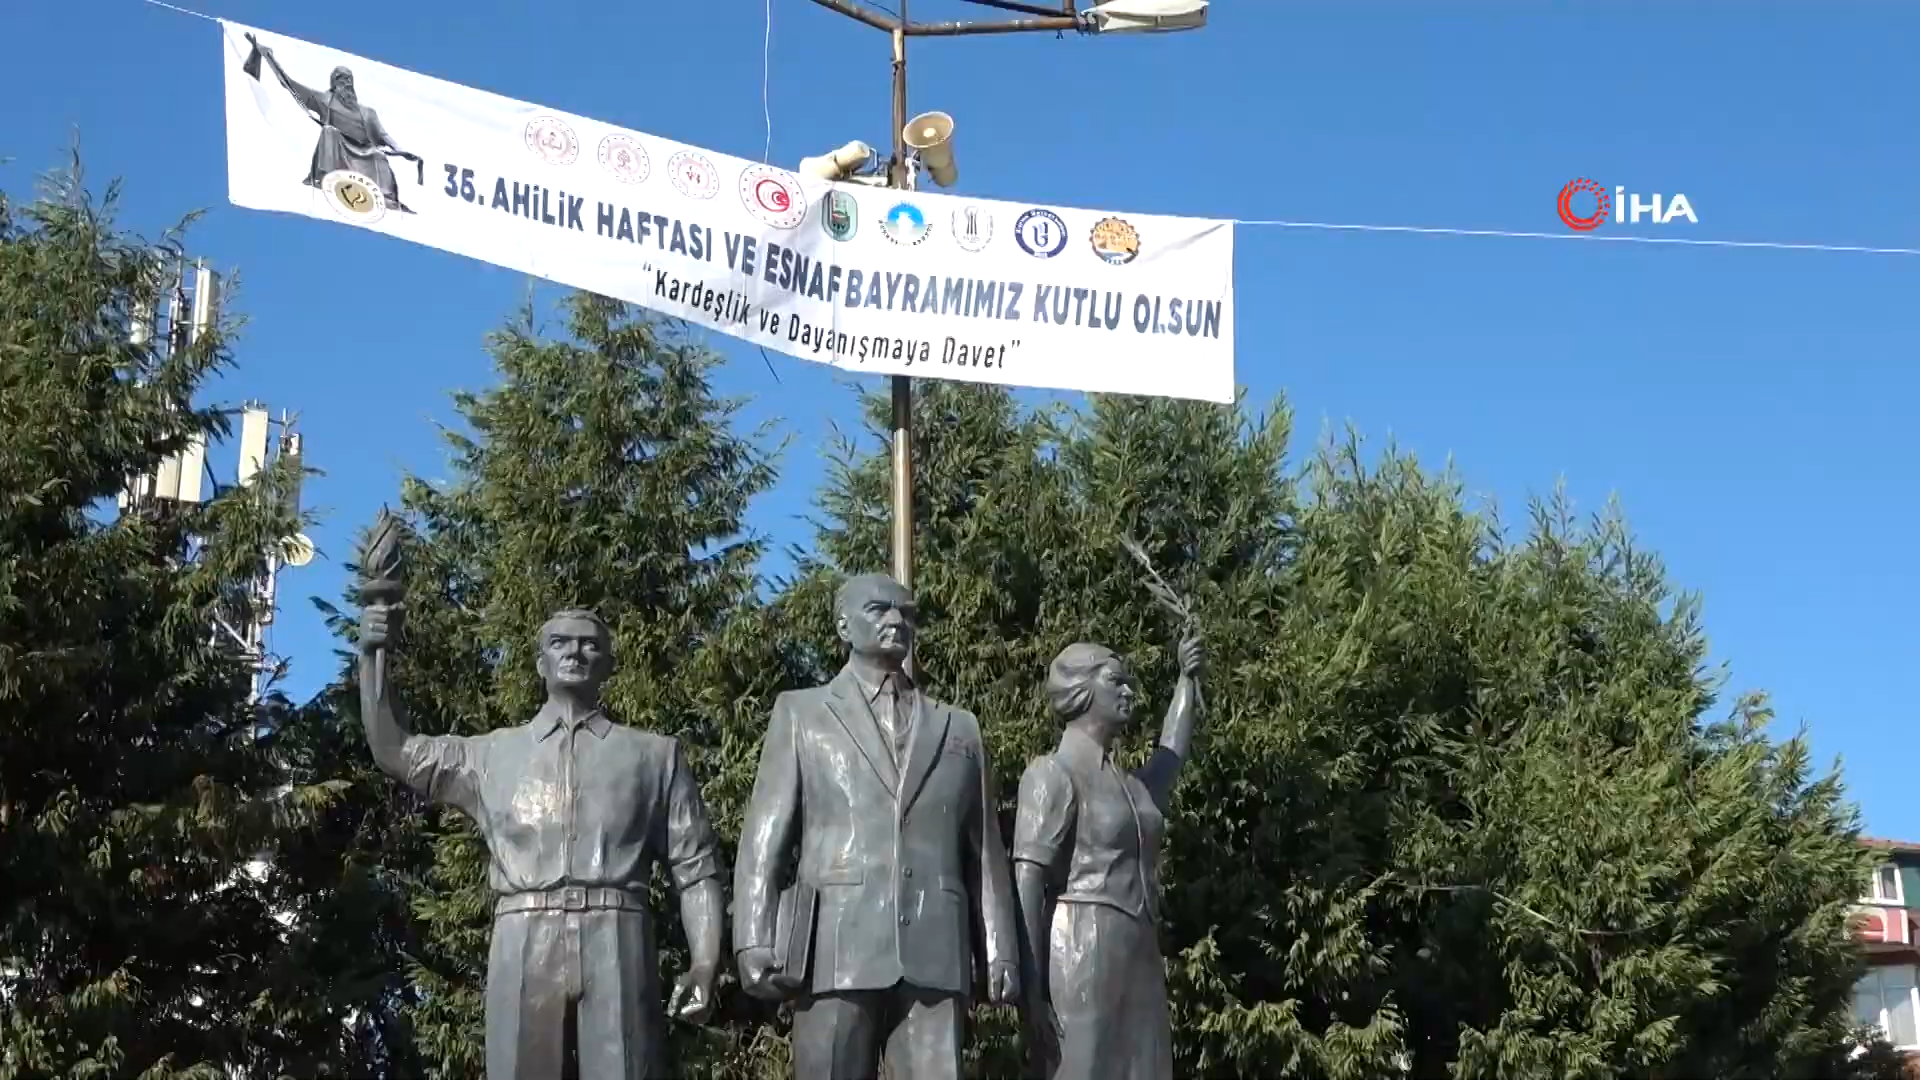 35. AHİLİK HAFTASI VE ESNAF BAYRAMIMIZ KUTLU OLSUN
"Kardeşlik ve Dayanışmaya Davet"
İHA